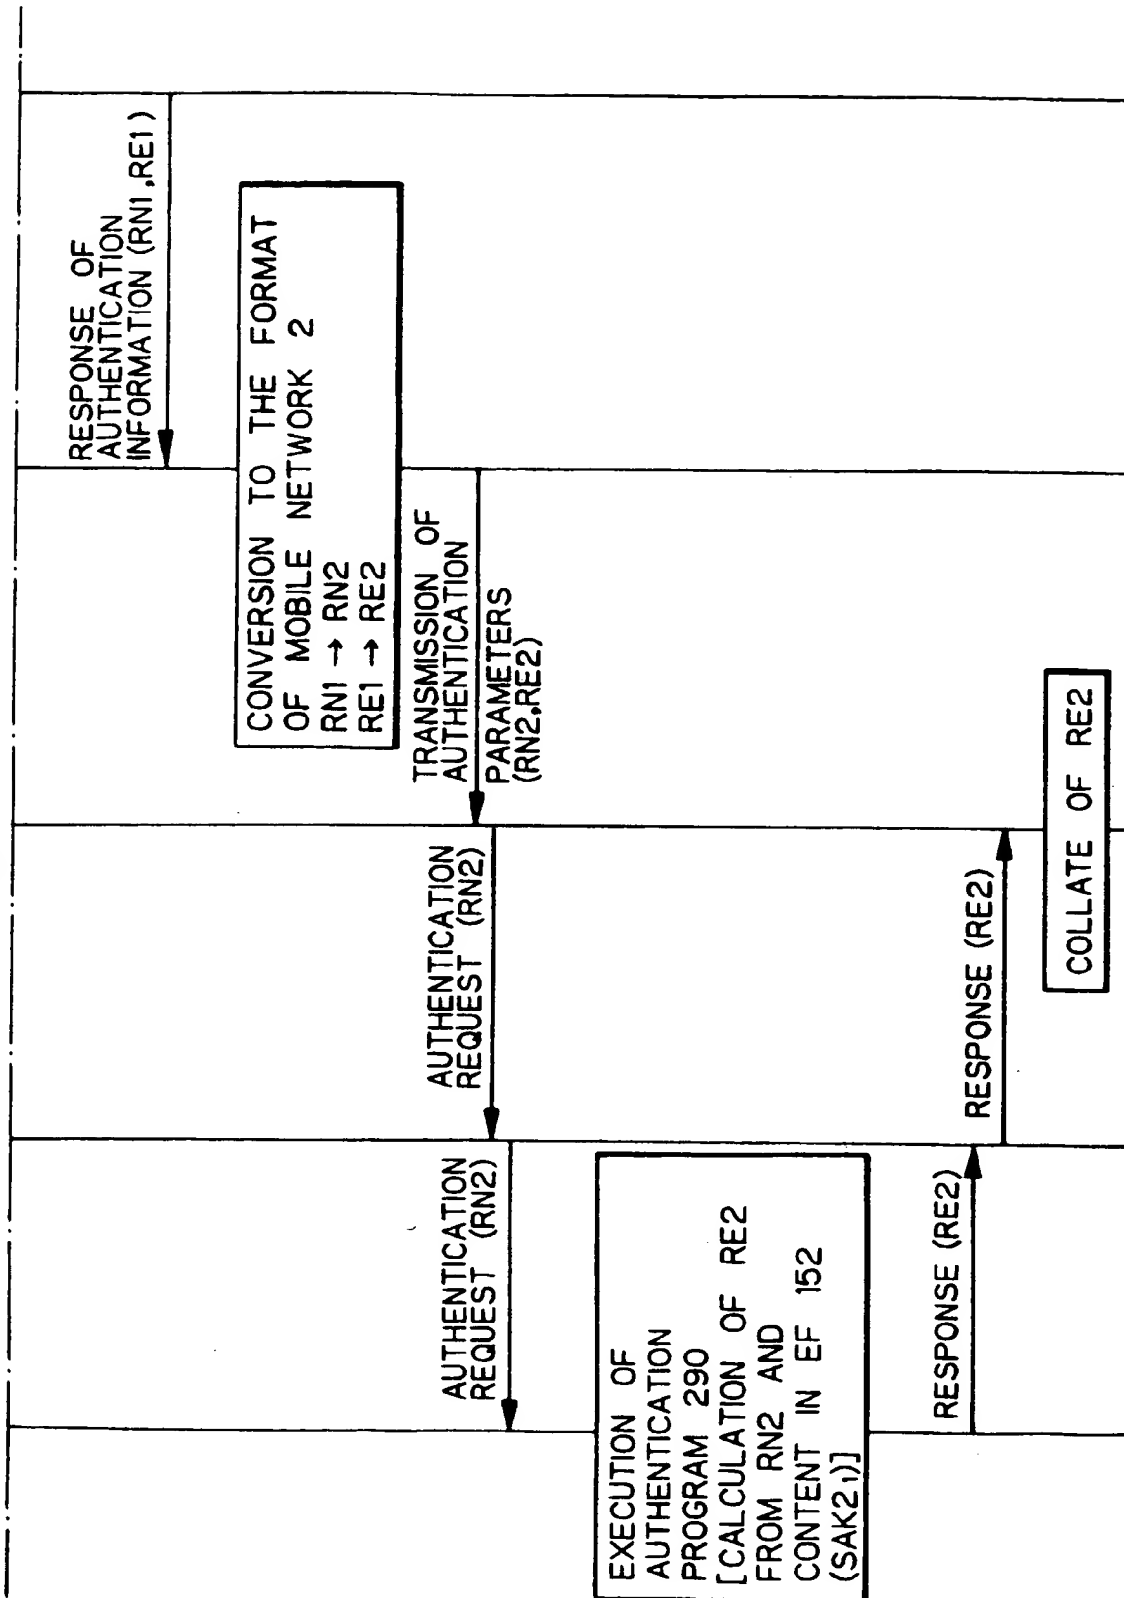 RESPONSE OF
AUTHENTICATION
INFORMATION (RN1,RE1)
CONVERSION TO THE FORMAT
OF MOBILE NETWORK 2
RN1 → RN2
RE1 → RE2
TRANSMISSION OF
AUTHENTICATION
PARAMETERS
(RN2,RE2)
AUTHENTICATION
REQUEST (RN2)
AUTHENTICATION
REQUEST (RN2)
EXECUTION OF
AUTHENTICATION
PROGRAM 290
[CALCULATION OF RE2
FROM RN2 AND
CONTENT IN EF 152
(SAK2₁)]
RESPONSE (RE2)
RESPONSE (RE2)
COLLATE OF RE2